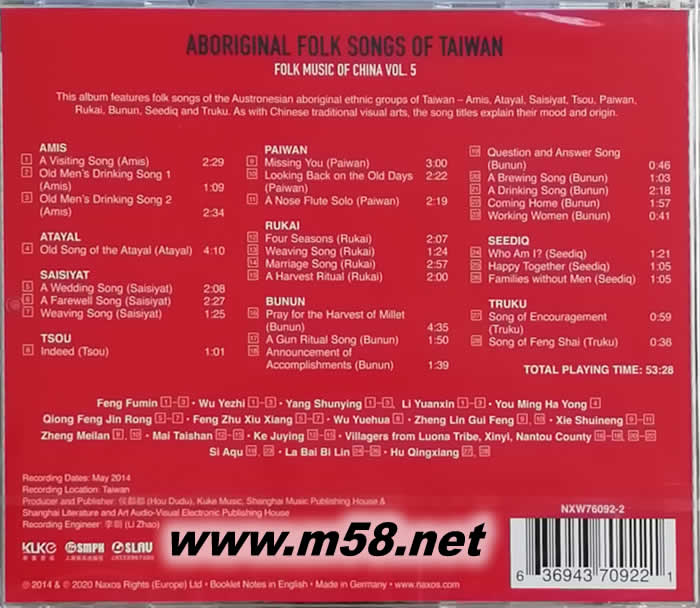 ABORIGINAL FOLK SONGS OF TAIWAN
FOLK MUSIC OF CHINA VOL. 5
This album features folk songs of the Austronesian aboriginal ethnic groups of Taiwan – Amis, Atayal, Saisiyat, Tsou, Paiwan,
Rukai, Bunun, Seediq and Truku. As with Chinese traditional visual arts, the song titles explain their mood and origin.
AMIS
1 A Visiting Song (Amis) 2:29
2 Old Men's Drinking Song 1
(Amis) 1:09
3 Old Men's Drinking Song 2
(Amis) 2:34
ATAYAL
4 Old Song of the Atayal (Atayal) 4:10
SAISIYAT
5 A Wedding Song (Saisiyat) 2:08
6 A Farewell Song (Saisiyat) 2:27
7 Weaving Song (Saisiyat) 1:25
TSOU
8 Indeed (Tsou) 1:01
PAIWAN
9 Missing You (Paiwan) 3:00
10 Looking Back on the Old Days 2:22
(Paiwan)
11 A Nose Flute Solo (Paiwan) 2:19
RUKAI
12 Four Seasons (Rukai) 2:07
13 Weaving Song (Rukai) 1:24
14 Marriage Song (Rukai) 2:57
15 A Harvest Ritual (Rukai) 2:00
BUNUN
16 Pray for the Harvest of Millet
(Bunun) 4:35
17 A Gun Ritual Song (Bunun) 1:50
18 Announcement of
Accomplishments (Bunun) 1:39
19 Question and Answer Song
(Bunun) 0:46
20 A Brewing Song (Bunun) 1:03
21 A Drinking Song (Bunun) 2:18
22 Coming Home (Bunun) 1:57
23 Working Women (Bunun) 0:41
SEEDIQ
24 Who Am I? (Seediq) 1:21
25 Happy Together (Seediq) 1:05
26 Families without Men (Seediq) 1:05
TRUKU
27 Song of Encouragement 0:59
(Truku)
28 Song of Feng Shai (Truku) 0:36
TOTAL PLAYING TIME: 53:28
Feng Fumin 1–3 • Wu Yezhi 1–3 • Yang Shunying 1–3, Li Yuanxin 1–3 • You Ming Ha Yong 4
Qiong Feng Jin Rong 5–7 • Feng Zhu Xiu Xiang 5–7 • Wu Yuehua 8 • Zheng Lin Gui Feng 9, 10 • Xie Shuineng 9–11
Zheng Meilan 9, 10 • Mai Taishan 12–15 • Ke Juying 12–15 • Villagers from Luona Tribe, Xinyi, Nantou County
Si Aqu • La Bai Bi Lin 24–26 • Hu Qingxiang 27, 28
Recording Dates: May 2014
Recording Location: Taiwan
Producer and Publisher: 侯都都 (Hou Dudu), Kuke Music, Shanghai Music Publishing House &
Shanghai Literature and Art Audio-Visual Electronic Publishing House
Recording Engineer: (Li Zhao)
NXW76092-2
KUKE SMPH SLAV
www.m58.net
6 36943 70922 1
℗ 2014 & © 2020 Naxos Rights (Europe) Ltd • Booklet Notes in English • Made in Germany • www.naxos.com